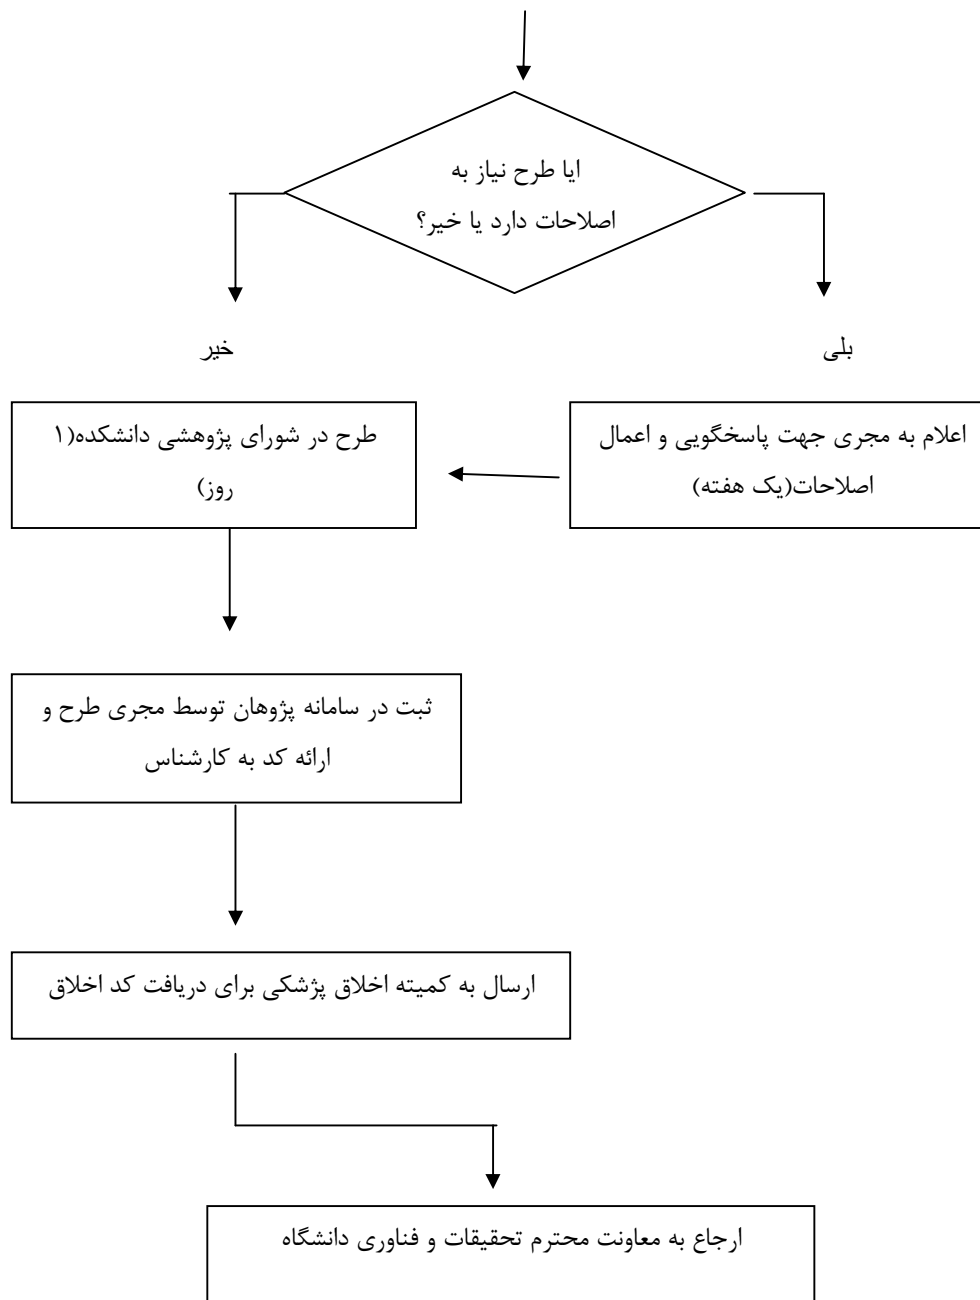 ایا طرح نیاز به
اصلاحات دارد یا خیر؟
بلی
خیر
اعلام به مجری جهت پاسخگویی و اعمال
اصلاحات(یک هفته)
طرح در شورای پژوهشی دانشکده(۱
روز)
ثبت در سامانه پژوهان توسط مجری طرح و
ارائه کد به کارشناس
ارسال به کمیته اخلاق پزشکی برای دریافت کد اخلاق
ارجاع به معاونت محترم تحقیقات و فناوری دانشگاه